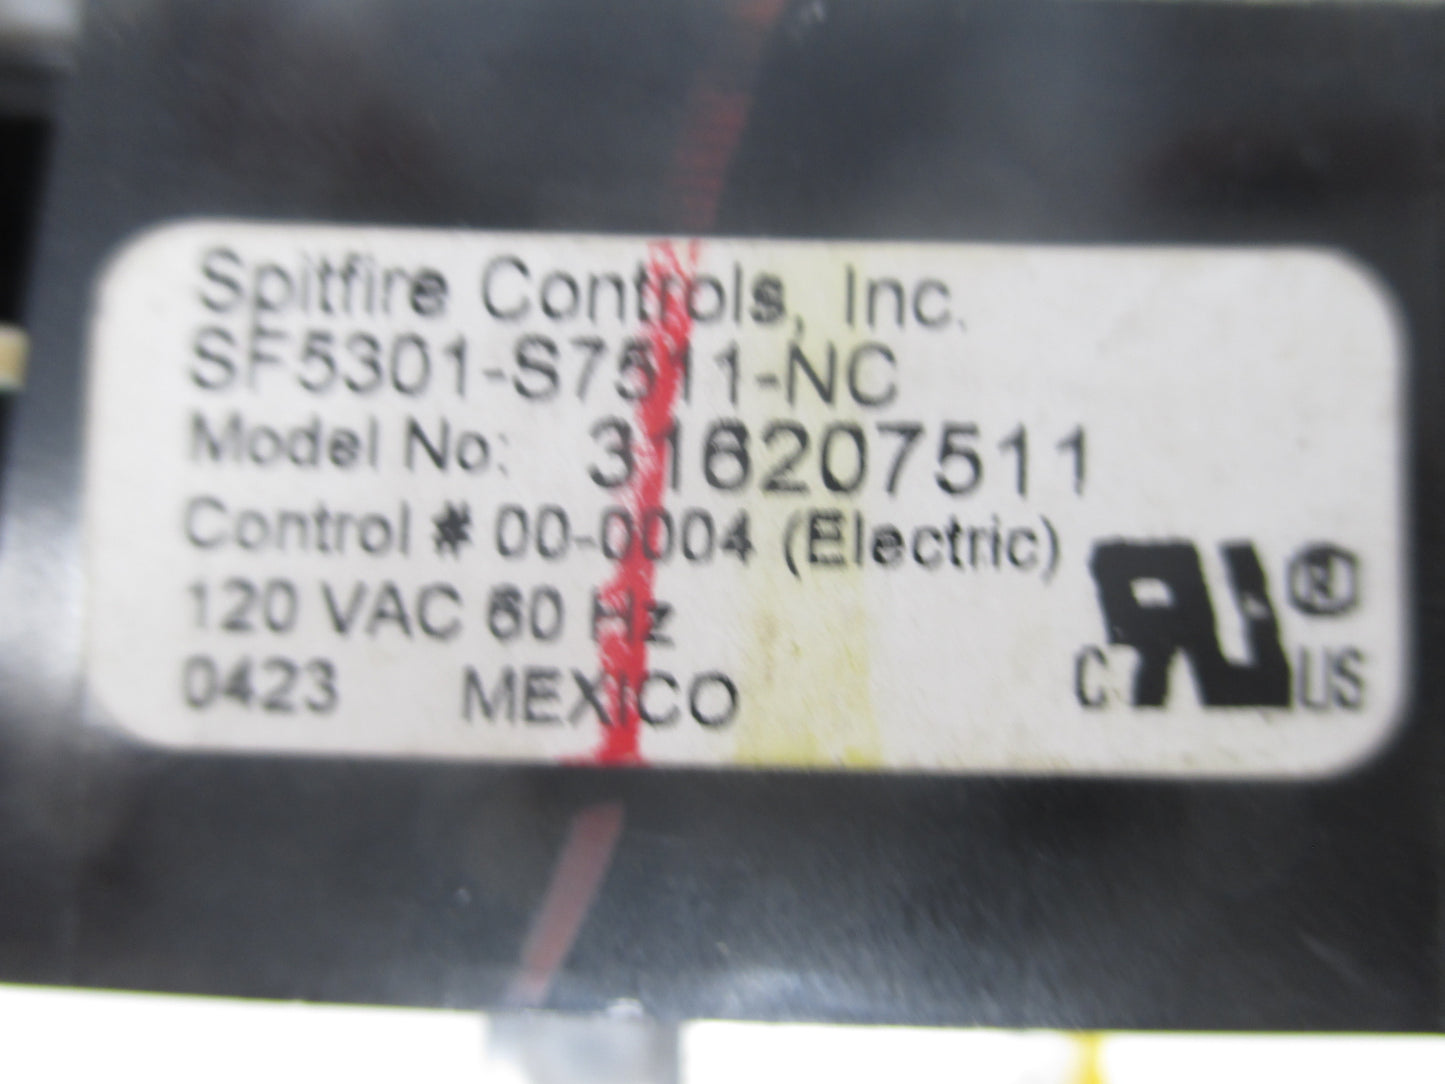 Spitfire Controls, Inc.
SF5301-S7511-NC
Model No: 316207511
Control # 00-0004 (Electric)
120 VAC 60 Hz
0423 MEXICO
C RU ® US